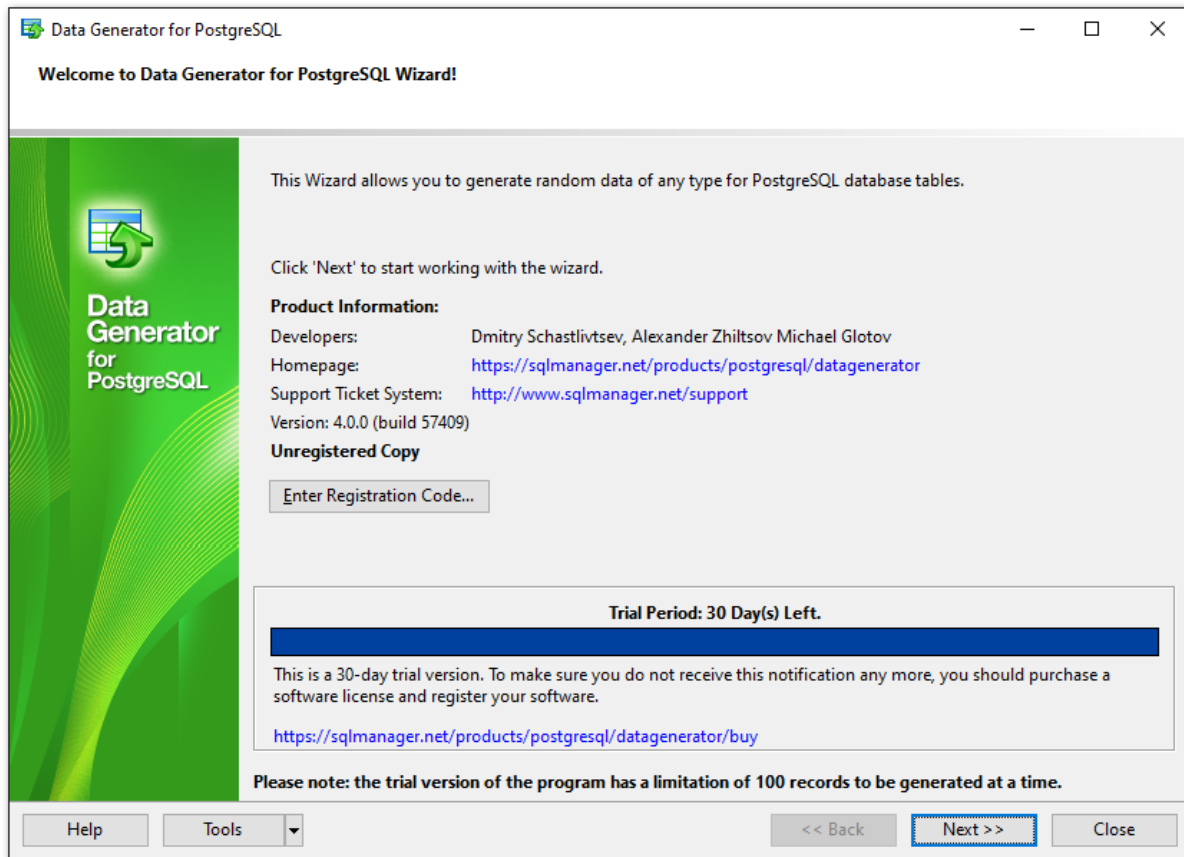 Data Generator for PostgreSQL
Welcome to Data Generator for PostgreSQL Wizard!
Data
Generator
for
PostgreSQL
This Wizard allows you to generate random data of any type for PostgreSQL database tables.
Click 'Next' to start working with the wizard.
Product Information:
Developers: Dmitry Schastlivtsev, Alexander Zhiltsov Michael Glotov
Homepage: https://sqlmanager.net/products/postgresql/datagenerator
Support Ticket System: http://www.sqlmanager.net/support
Version: 4.0.0 (build 57409)
Unregistered Copy
Enter Registration Code...
Trial Period: 30 Day(s) Left.
This is a 30-day trial version. To make sure you do not receive this notification any more, you should purchase a
software license and register your software.
https://sqlmanager.net/products/postgresql/datagenerator/buy
Please note: the trial version of the program has a limitation of 100 records to be generated at a time.
Help Tools << Back Next >> Close